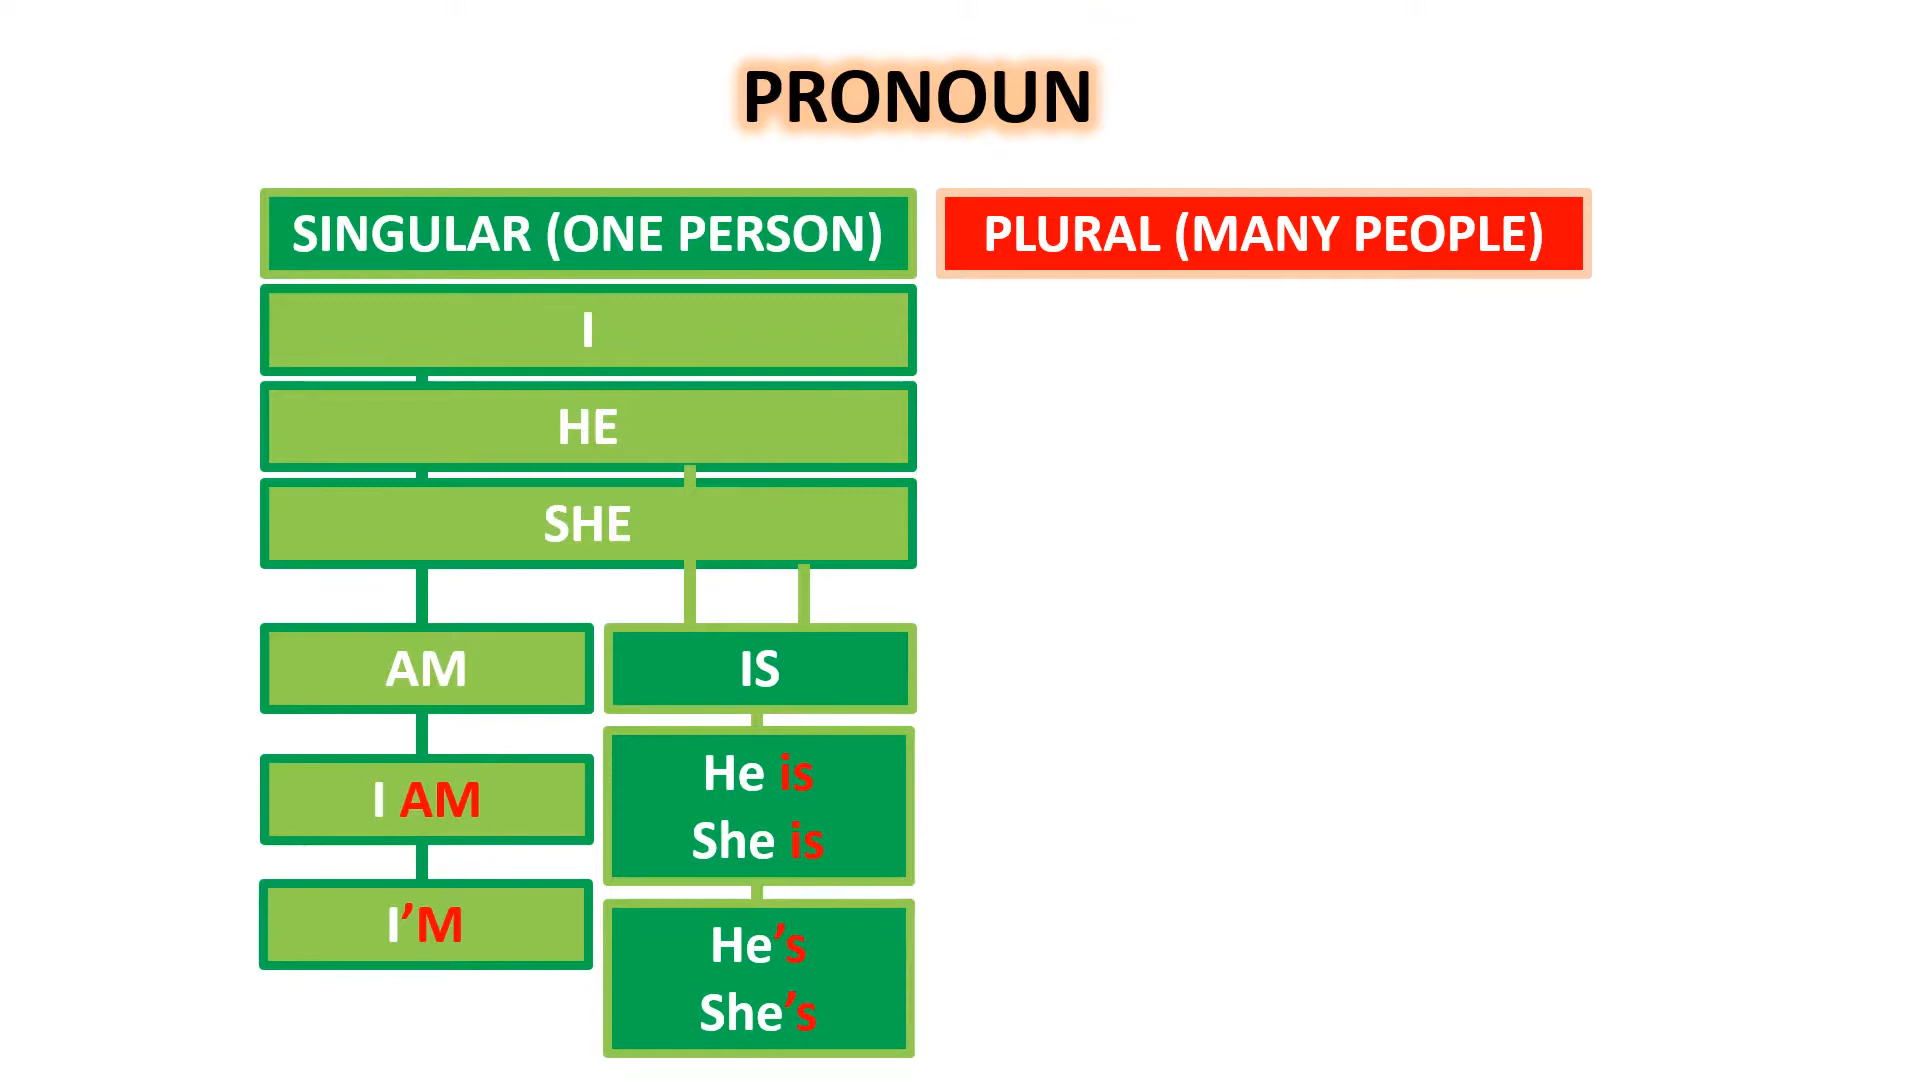 PRONOUN
SINGULAR (ONE PERSON)
PLURAL (MANY PEOPLE)
I
HE
SHE
AM
IS
I AM
He is
She is
I’M
He’s
She’s